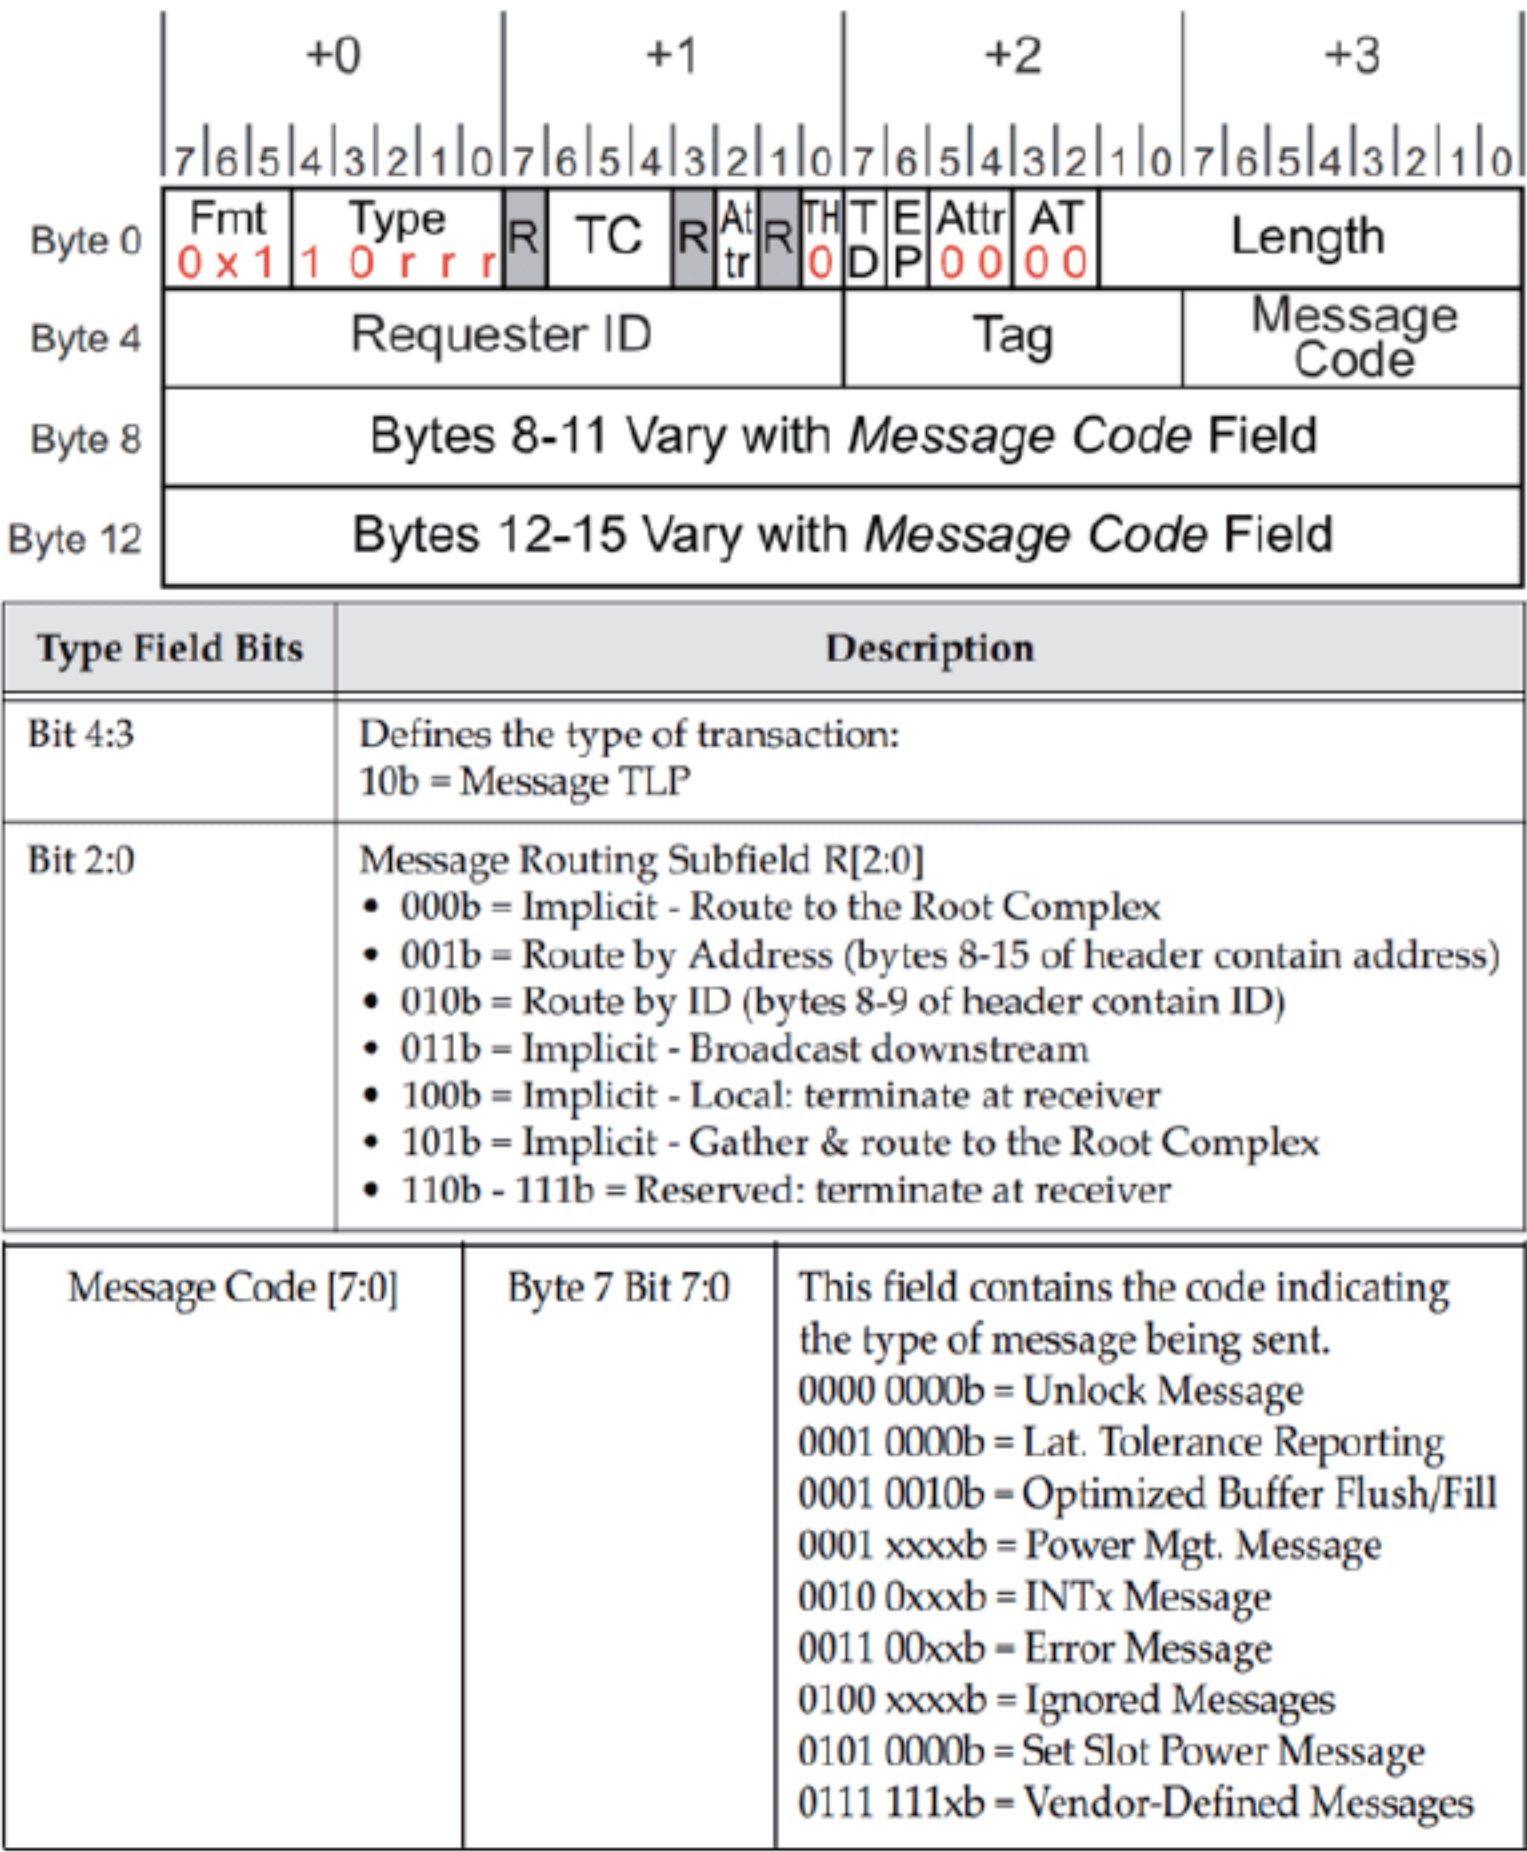 +0 +1 +2 +3
7 6 5 4 3 2 1 0 7 6 5 4 3 2 1 0 7 6 5 4 3 2 1 0 7 6 5 4 3 2 1 0
Byte 0 Fmt 0 x 1 Type 1 0 r r r R TC R Attr R TH 0 TD EP Attr 0 0 AT 0 0 Length
Byte 4 Requester ID Tag Message Code
Byte 8 Bytes 8-11 Vary with Message Code Field
Byte 12 Bytes 12-15 Vary with Message Code Field
Type Field Bits Description
Bit 4:3 Defines the type of transaction:
10b = Message TLP
Bit 2:0 Message Routing Subfield R[2:0]
• 000b = Implicit - Route to the Root Complex
• 001b = Route by Address (bytes 8-15 of header contain address)
• 010b = Route by ID (bytes 8-9 of header contain ID)
• 011b = Implicit - Broadcast downstream
• 100b = Implicit - Local: terminate at receiver
• 101b = Implicit - Gather & route to the Root Complex
• 110b - 111b = Reserved: terminate at receiver
Message Code [7:0] Byte 7 Bit 7:0 This field contains the code indicating
the type of message being sent.
0000 0000b = Unlock Message
0001 0000b = Lat. Tolerance Reporting
0001 0010b = Optimized Buffer Flush/Fill
0001 xxxxb = Power Mgt. Message
0010 0xxxb = INTx Message
0011 00xxb = Error Message
0100 xxxxb = Ignored Messages
0101 0000b = Set Slot Power Message
0111 111xb = Vendor-Defined Messages